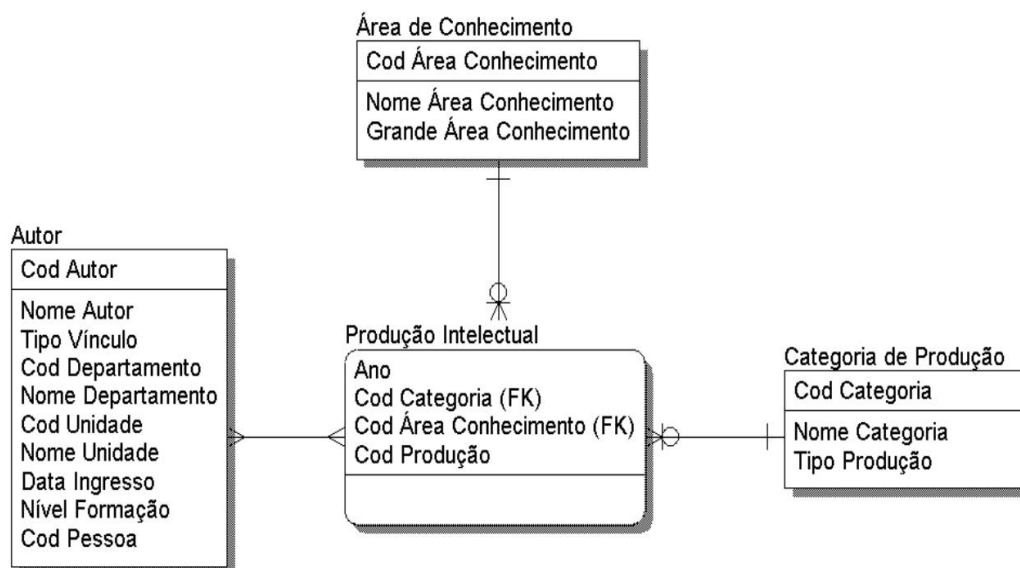 Área de Conhecimento
Cod Área Conhecimento
Nome Área Conhecimento
Grande Área Conhecimento
Autor
Cod Autor
Nome Autor
Tipo Vínculo
Cod Departamento
Nome Departamento
Cod Unidade
Nome Unidade
Data Ingresso
Nível Formação
Cod Pessoa
Produção Intelectual
Ano
Cod Categoria (FK)
Cod Área Conhecimento (FK)
Cod Produção
Categoria de Produção
Cod Categoria
Nome Categoria
Tipo Produção